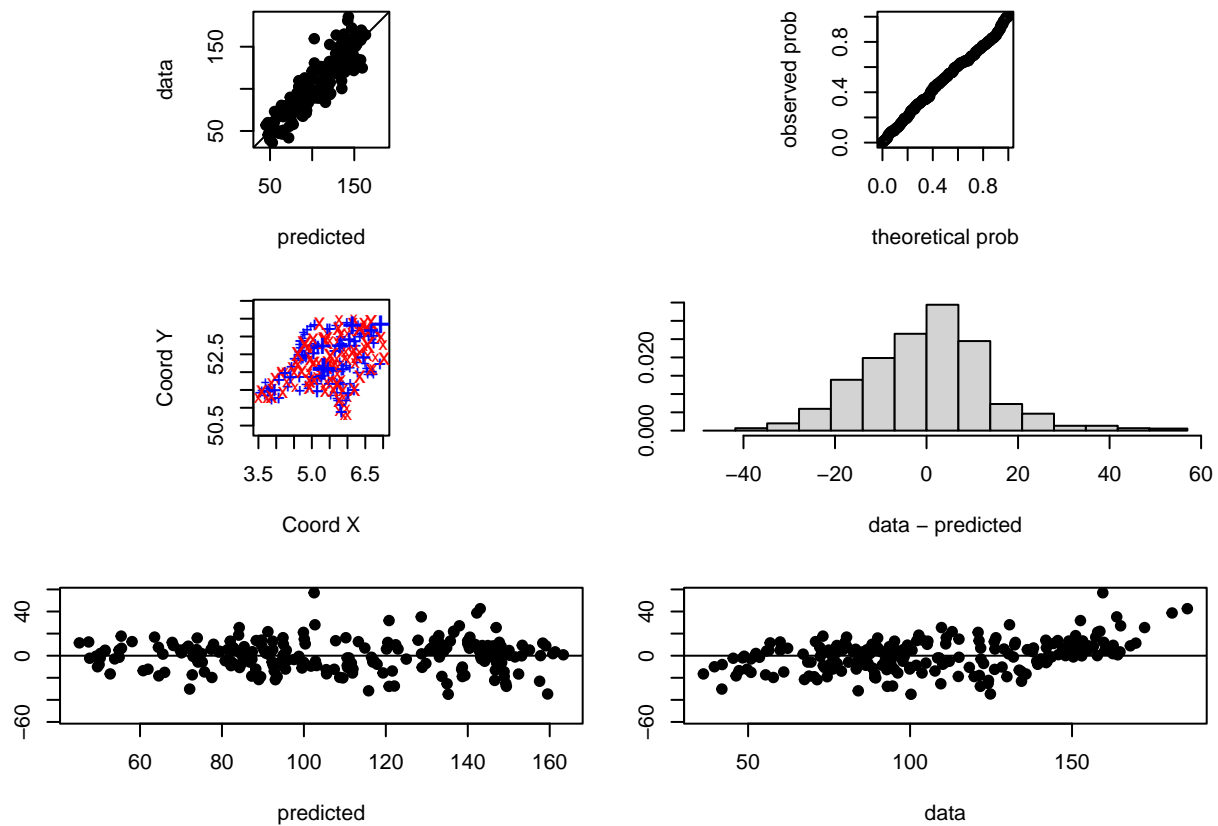 data
150
50
50 150
predicted
observed prob
0.8
0.4
0.0
0.0 0.4 0.8
theoretical prob
Coord Y
52.5
50.5
3.5 5.0 6.5
Coord X
0.020
0.000
−40 −20 0 20 40 60
data − predicted
40
0
−60
60 80 100 120 140 160
predicted
40
0
−60
50 100 150
data